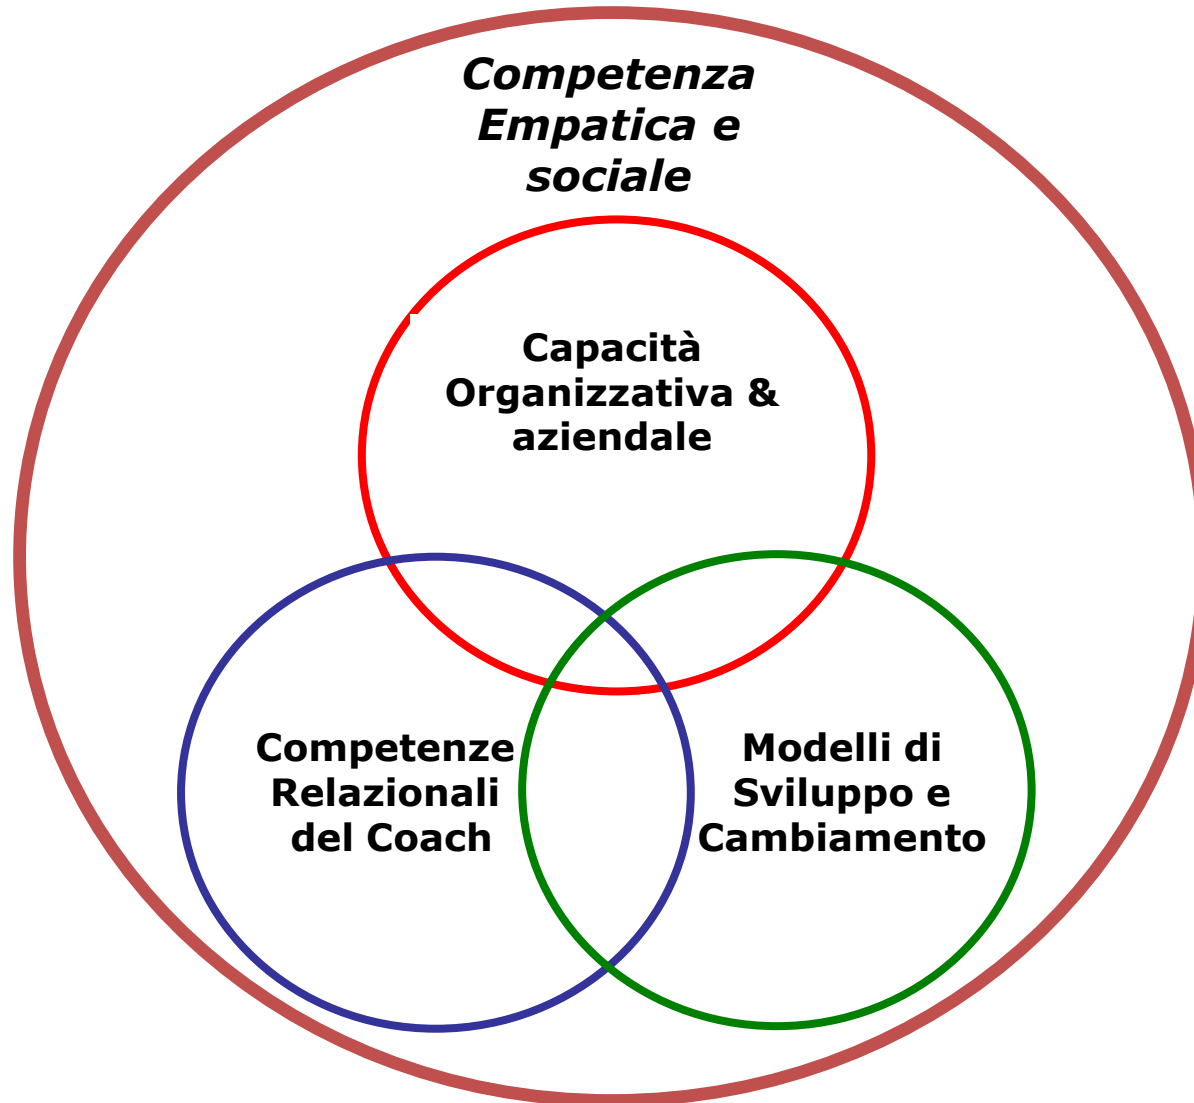 Competenza
Empatica e
sociale
Capacità
Organizzativa &
aziendale
Competenze
Relazionali
del Coach
Modelli di
Sviluppo e
Cambiamento